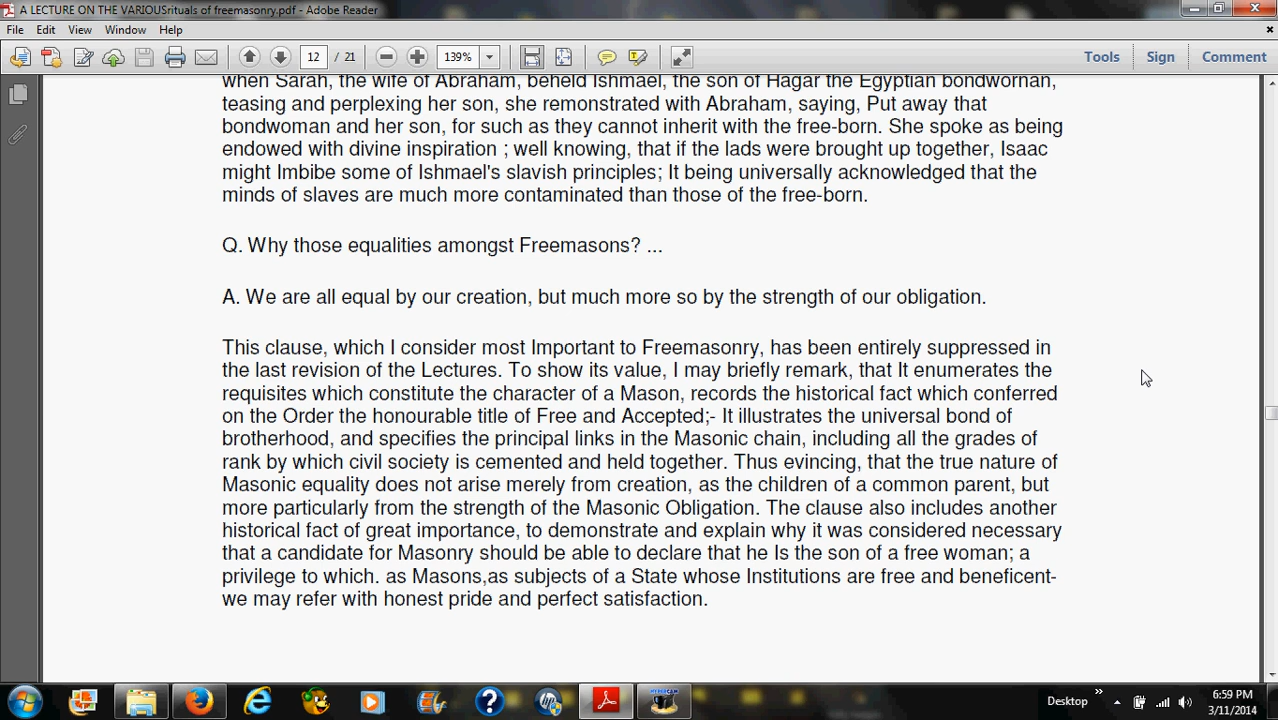 A LECTURE ON THE VARIOUSrituals of freemasonry.pdf - Adobe Reader
File Edit View Window Help
12 / 21 139% Tools Sign Comment
when Sarah, the wife of Abraham, beheld Ishmael, the son of Hagar the Egyptian bondwornan,
teasing and perplexing her son, she remonstrated with Abraham, saying, Put away that
bondwoman and her son, for such as they cannot inherit with the free-born. She spoke as being
endowed with divine inspiration ; well knowing, that if the lads were brought up together, Isaac
might Imbibe some of Ishmael's slavish principles; It being universally acknowledged that the
minds of slaves are much more contaminated than those of the free-born.
Q. Why those equalities amongst Freemasons? ...
A. We are all equal by our creation, but much more so by the strength of our obligation.
This clause, which I consider most Important to Freemasonry, has been entirely suppressed in
the last revision of the Lectures. To show its value, I may briefly remark, that It enumerates the
requisites which constitute the character of a Mason, records the historical fact which conferred
on the Order the honourable title of Free and Accepted;- It illustrates the universal bond of
brotherhood, and specifies the principal links in the Masonic chain, including all the grades of
rank by which civil society is cemented and held together. Thus evincing, that the true nature of
Masonic equality does not arise merely from creation, as the children of a common parent, but
more particularly from the strength of the Masonic Obligation. The clause also includes another
historical fact of great importance, to demonstrate and explain why it was considered necessary
that a candidate for Masonry should be able to declare that he Is the son of a free woman; a
privilege to which. as Masons,as subjects of a State whose Institutions are free and beneficent-
we may refer with honest pride and perfect satisfaction.
Desktop 6:59 PM
3/11/2014